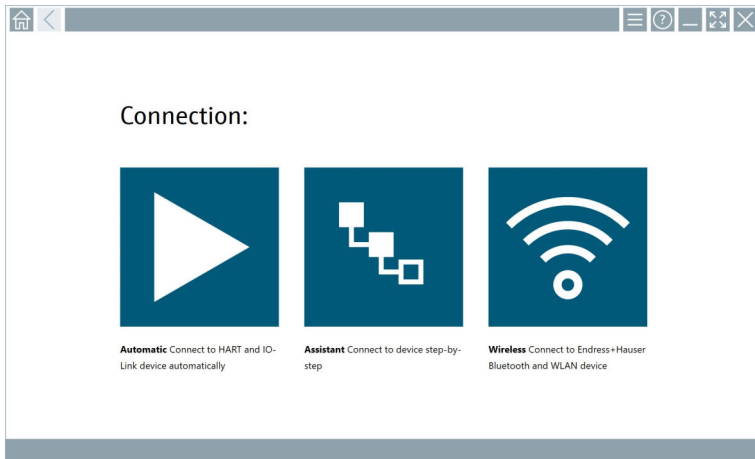 Connection:
Automatic Connect to HART and IO-
Link device automatically
Assistant Connect to device step-by-
step
Wireless Connect to Endress+Hauser
Bluetooth and WLAN device